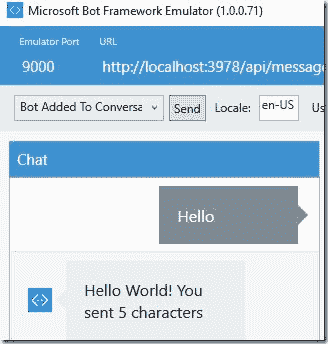 Microsoft Bot Framework Emulator (1.0.0.71)
Emulator Port URL
9000 http://localhost:3978/api/message
Bot Added To Conversa Send Locale: en-US Us
Chat
Hello
Hello World! You
sent 5 characters